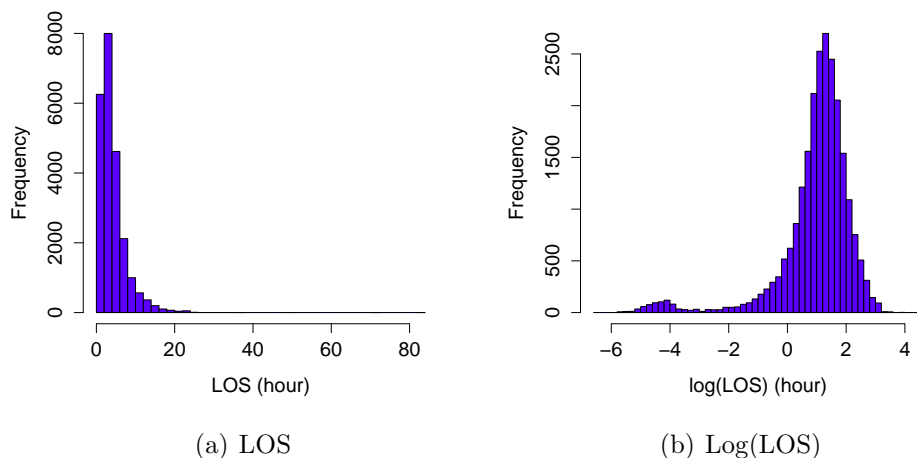 8000
6000
4000
2000
0
Frequency
0 20 40 60 80
LOS (hour)
(a) LOS
2500
1500
500
0
Frequency
−6 −4 −2 0 2 4
log(LOS) (hour)
(b) Log(LOS)